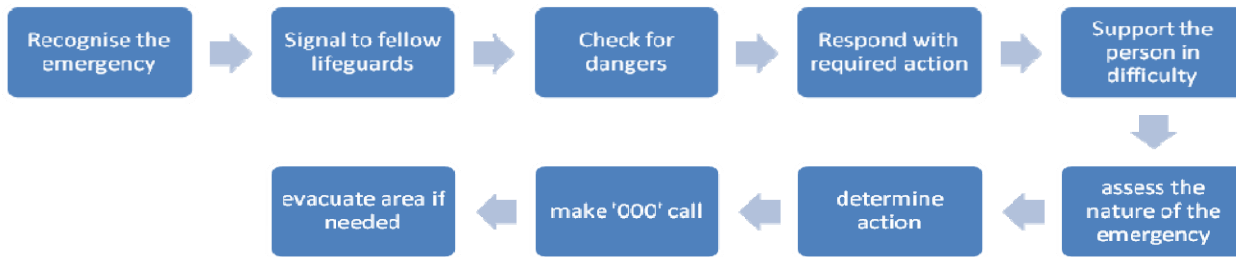 Recognise the
emergency
Signal to fellow
lifeguards
Check for
dangers
Respond with
required action
Support the
person in
difficulty
assess the
nature of the
emergency
determine
action
make '000' call
evacuate area if
needed